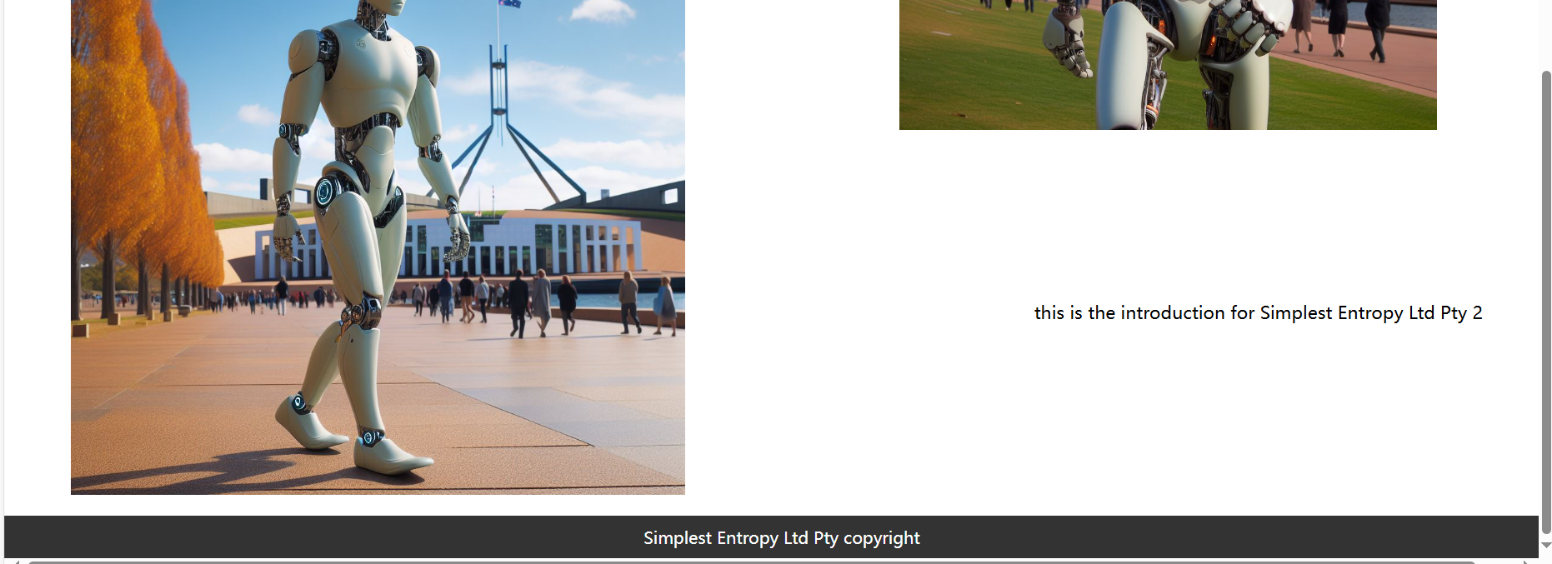 this is the introduction for Simplest Entropy Ltd Pty 2
Simplest Entropy Ltd Pty copyright